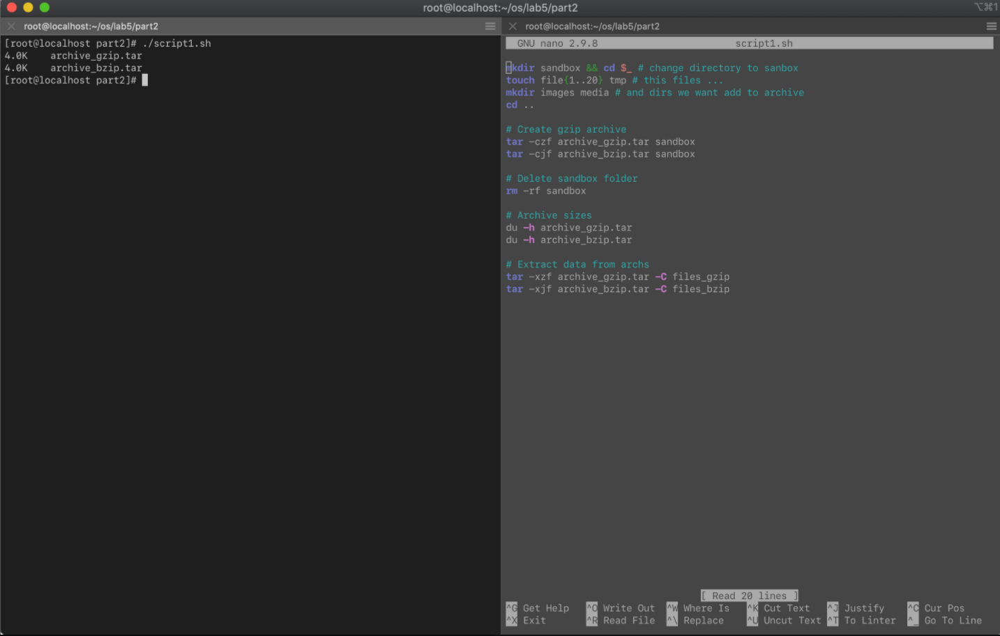 root@localhost:~/os/lab5/part2
⌥⌘1
root@localhost:~/os/lab5/part2
[root@localhost part2]# ./script1.sh
4.0K    archive_gzip.tar
4.0K    archive_bzip.tar
[root@localhost part2]#
root@localhost:~/os/lab5/part2
GNU nano 2.9.8                        script1.sh
mkdir sandbox && cd $_ # change directory to sanbox
touch file{1..20} tmp # this files ...
mkdir images media # and dirs we want add to archive
cd ..
# Create gzip archive
tar -czf archive_gzip.tar sandbox
tar -cjf archive_bzip.tar sandbox
# Delete sandbox folder
rm -rf sandbox
# Archive sizes
du -h archive_gzip.tar
du -h archive_bzip.tar
# Extract data from archs
tar -xzf archive_gzip.tar -C files_gzip
tar -xjf archive_bzip.tar -C files_bzip
[ Read 20 lines ]
^G Get Help   ^O Write Out  ^W Where Is   ^K Cut Text   ^J Justify    ^C Cur Pos
^X Exit       ^R Read File  ^\ Replace    ^U Uncut Text ^T To Linter  ^_ Go To Line